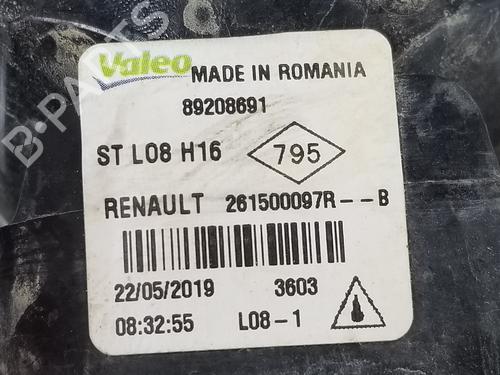 Valeo MADE IN ROMANIA
89208691
ST L08 H16 795
RENAULT 261500097R--B
22/05/2019 3603
08:32:55 L08-1
B-PARTS